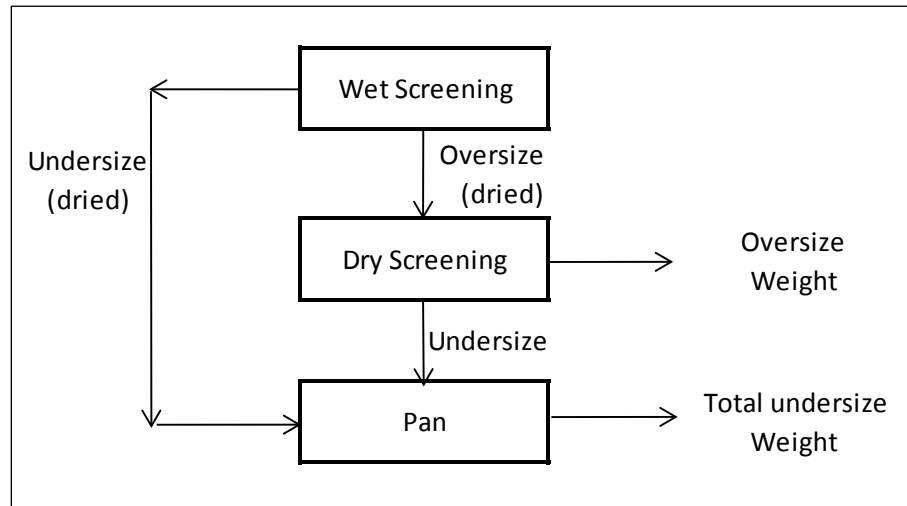 Wet Screening
Undersize
(dried)
Oversize
(dried)
Dry Screening
Oversize
Weight
Undersize
Pan
Total undersize
Weight